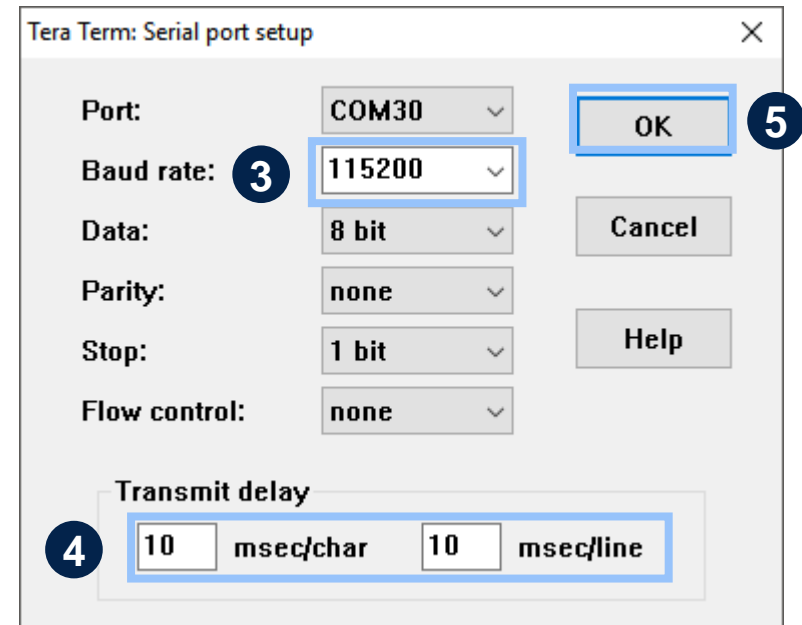 Tera Term: Serial port setup
Port: COM30
OK 5
Baud rate: 3 115200
Data: 8 bit
Cancel
Parity: none
Stop: 1 bit
Help
Flow control: none
Transmit delay
4 10 msec/char 10 msec/line